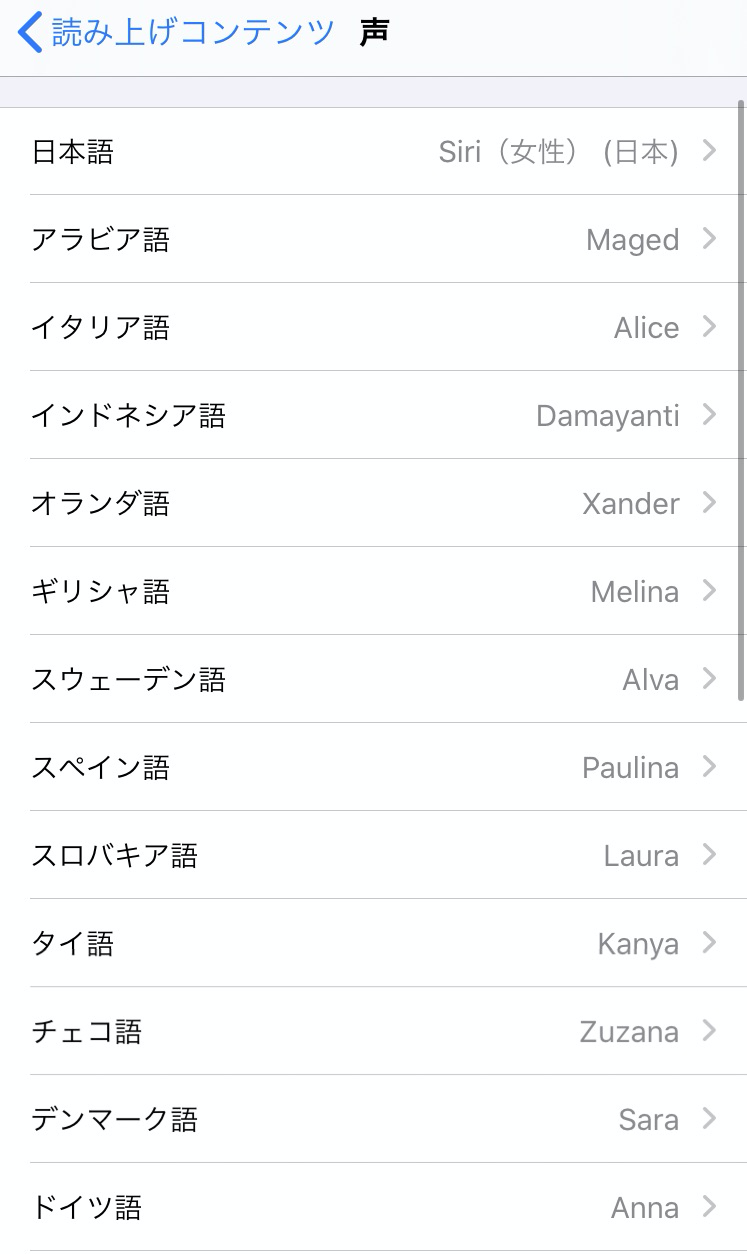 読み上げコンテンツ 声
日本語 Siri（女性） (日本)
アラビア語 Maged
イタリア語 Alice
インドネシア語 Damayanti
オランダ語 Xander
ギリシャ語 Melina
スウェーデン語 Alva
スペイン語 Paulina
スロバキア語 Laura
タイ語 Kanya
チェコ語 Zuzana
デンマーク語 Sara
ドイツ語 Anna